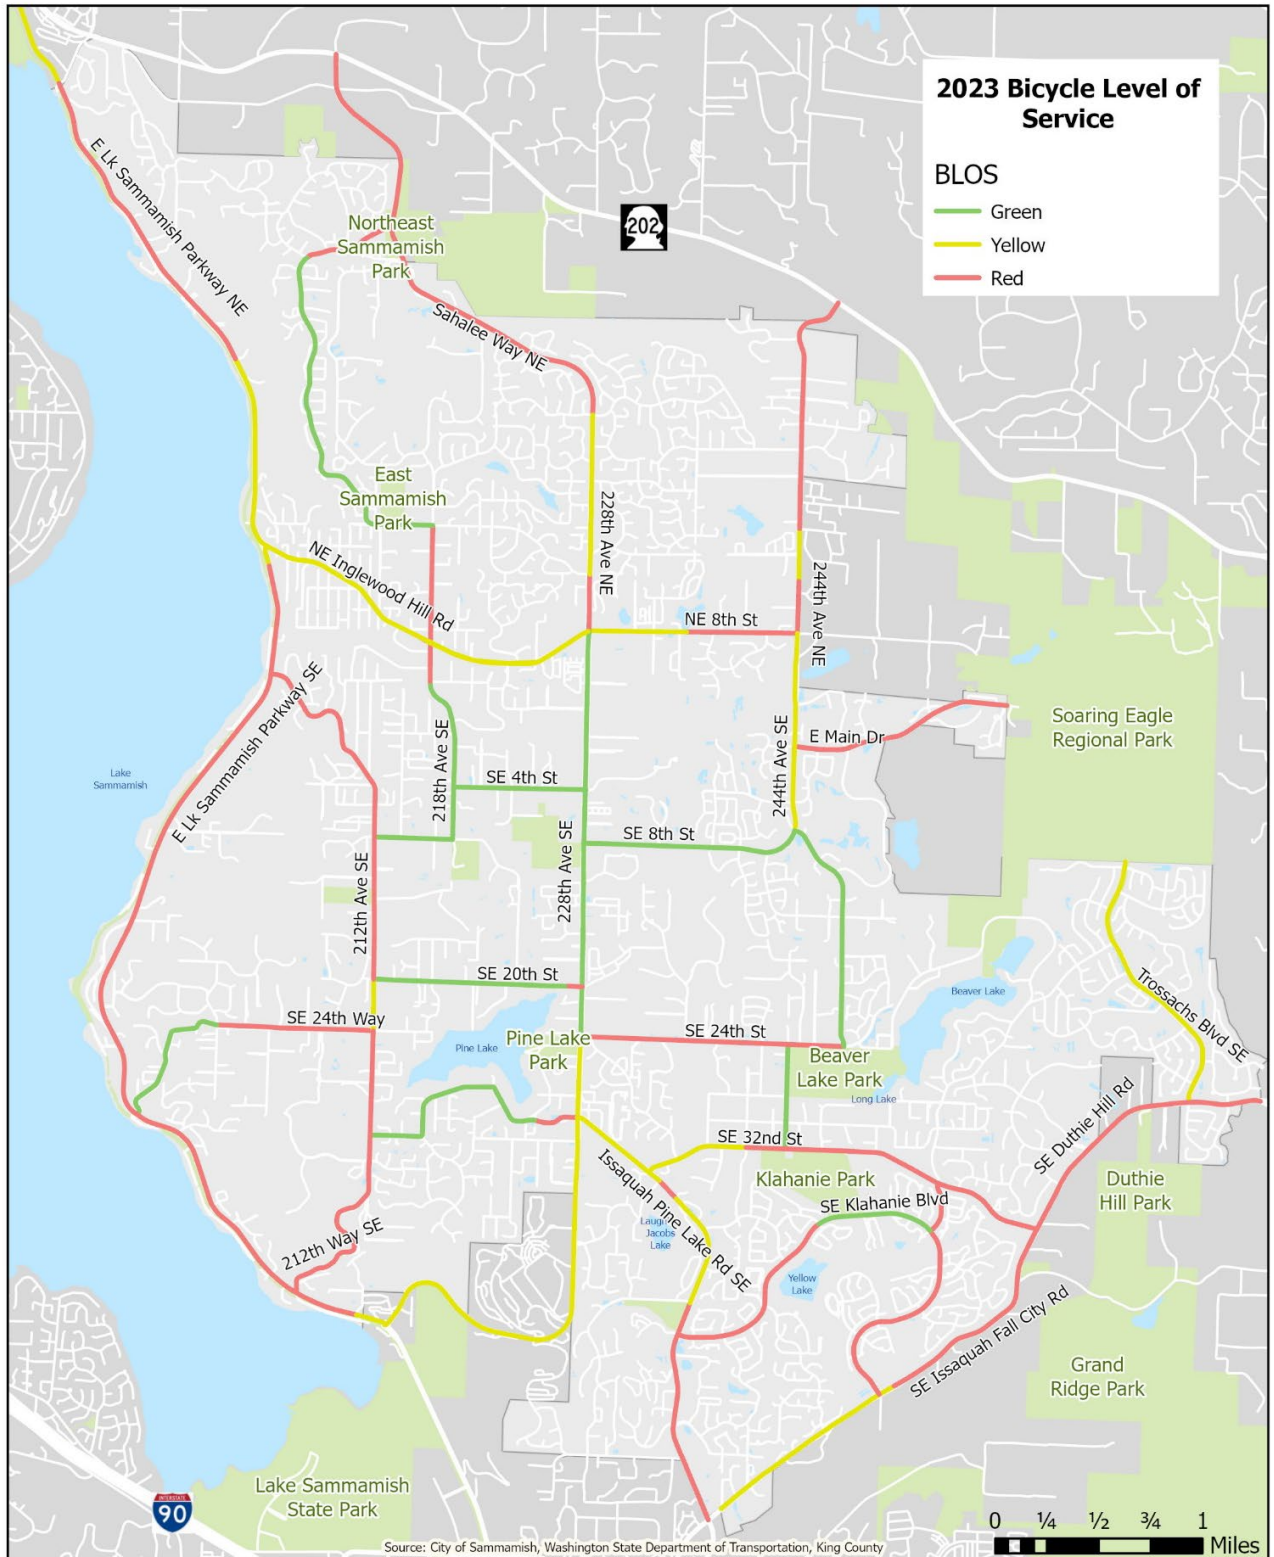 2023 Bicycle Level of
Service
BLOS
Green
Yellow
Red
E Lk Sammamish Parkway NE
Northeast
Sammamish
Park
202
Sahalee Way NE
East
Sammamish
Park
228th Ave NE
NE Inglewood Hill Rd
244th Ave NE
NE 8th St
E Lk Sammamish Parkway SE
Soaring Eagle
Regional Park
E Main Dr
218th Ave SE
244th Ave SE
Lake
Sammamish
SE 4th St
SE 8th St
228th Ave SE
212th Ave SE
SE 20th St
Beaver Lake
Trossachs Blvd SE
SE 24th Way
Pine Lake
Pine Lake
Park
SE 24th St
Beaver
Lake Park
Long Lake
SE Duthie Hill Rd
SE 32nd St
Issaquah Pine Lake Rd SE
Klahanie Park
Duthie
Hill Park
SE Klahanie Blvd
Jacobs
Lake
212th Way SE
Yellow
Lake
SE Issaquah Fall City Rd
Grand
Ridge Park
Lake Sammamish
State Park
INTERSTATE
90
0 ¼ ½ ¾ 1
Miles
Source: City of Sammamish, Washington State Department of Transportation, King County